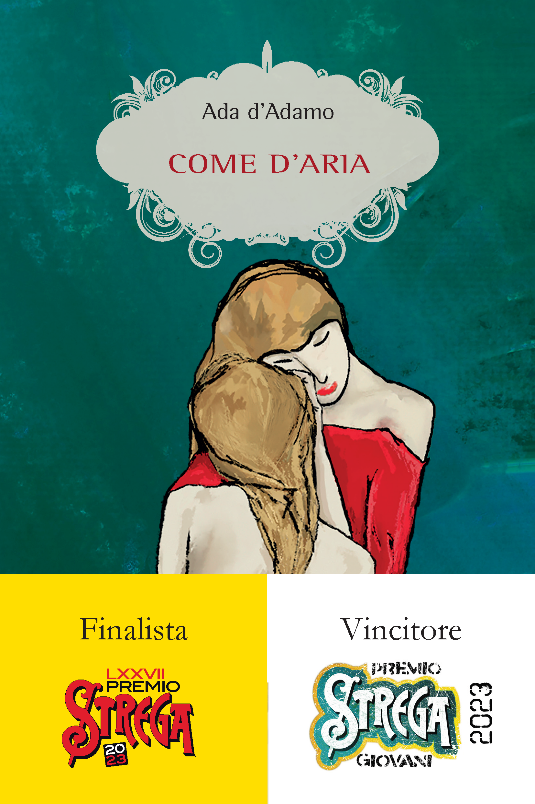 Ada d'Adamo
COME D'ARIA
Finalista
LXXVII
PREMIO
STREGA
20
23
Vincitore
PREMIO
STREGA
GIOVANI
2023